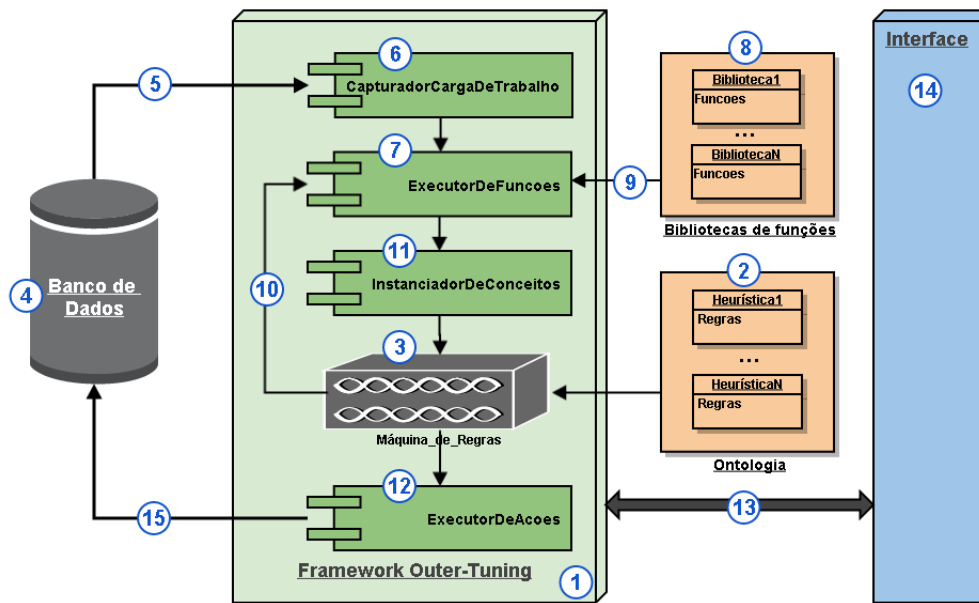 Interface
14
6
CapturadorCargaDeTrabalho
5
8
Biblioteca1
Funcoes
...
BibliotecaN
Funcoes
Bibliotecas de funções
7
ExecutorDeFuncoes
9
4
Banco de
Dados
11
InstanciadorDeConceitos
10
2
Heurística1
Regras
...
HeurísticaN
Regras
Ontologia
3
Máquina_de_Regras
12
ExecutorDeAcoes
13
15
Framework Outer-Tuning
1